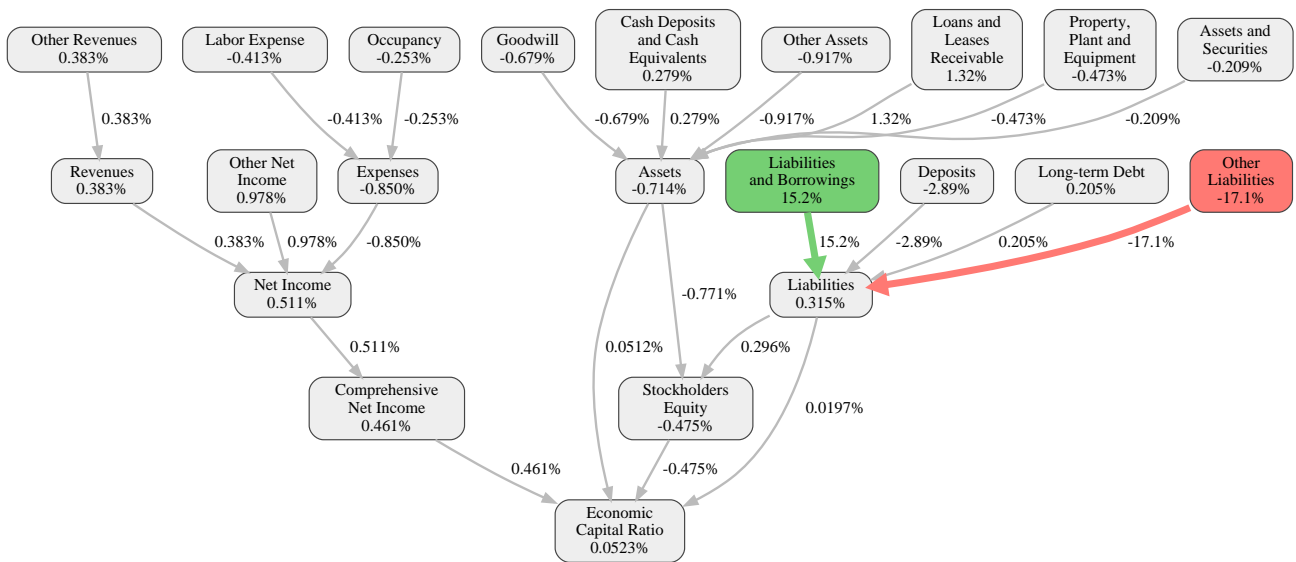 Other Revenues
0.383%
Labor Expense
-0.413%
Occupancy
-0.253%
Goodwill
-0.679%
Cash Deposits
and Cash
Equivalents
0.279%
Other Assets
-0.917%
Loans and
Leases
Receivable
1.32%
Property,
Plant and
Equipment
-0.473%
Assets and
Securities
-0.209%
0.383%
-0.413%
-0.253%
-0.679%
0.279%
-0.917%
1.32%
-0.473%
-0.209%
Revenues
0.383%
Other Net
Income
0.978%
Expenses
-0.850%
Assets
-0.714%
Liabilities
and Borrowings
15.2%
Deposits
-2.89%
Long-term Debt
0.205%
Other
Liabilities
-17.1%
0.383%
0.978%
-0.850%
15.2%
-2.89%
0.205%
-17.1%
Net Income
0.511%
-0.771%
Liabilities
0.315%
0.511%
0.0512%
0.296%
Comprehensive
Net Income
0.461%
Stockholders
Equity
-0.475%
0.0197%
0.461%
-0.475%
Economic
Capital Ratio
0.0523%